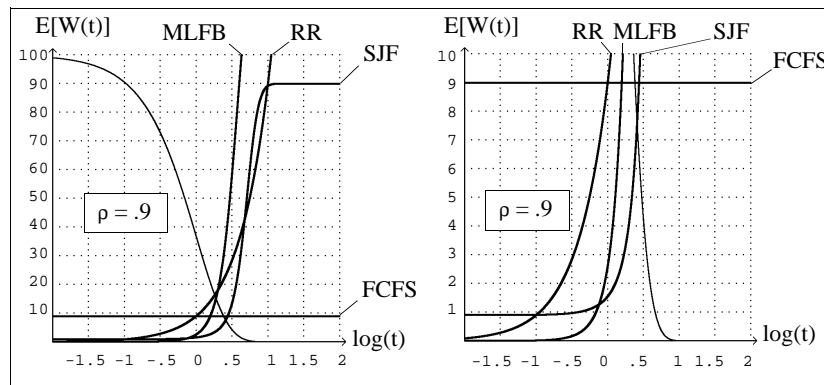 E[W(t)]
MLFB
RR
SJF
100
90
80
70
60
50
40
30
20
10
ρ = .9
FCFS
log(t)
-1.5 -1 -.5 0 .5 1 1.5 2
E[W(t)]
RR MLFB
SJF
FCFS
10
9
8
7
6
5
4
3
2
1
ρ = .9
log(t)
-1.5 -1 -.5 0 .5 1 1.5 2